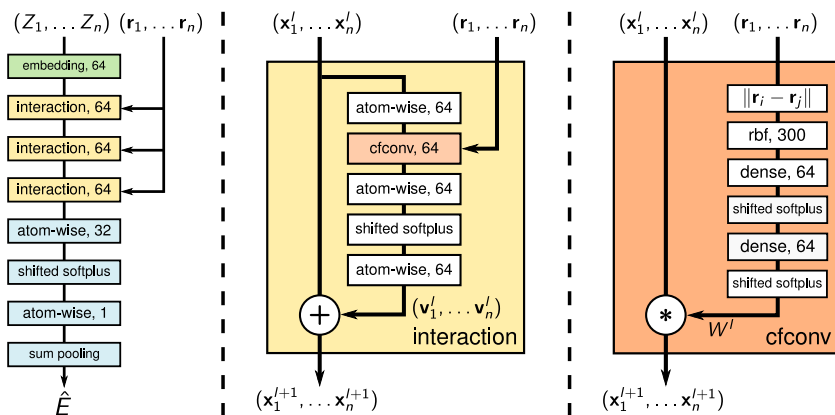 (Z₁, . . . Zₙ) (r₁, . . . rₙ)
embedding, 64
interaction, 64
interaction, 64
interaction, 64
atom-wise, 32
shifted softplus
atom-wise, 1
sum pooling
Ê
(x₁ˡ, . . . xₙˡ) (r₁, . . . rₙ)
atom-wise, 64
cfconv, 64
atom-wise, 64
shifted softplus
atom-wise, 64
(v₁ˡ, . . . vₙˡ)
+
interaction
(x₁ˡ⁺¹, . . . xₙˡ⁺¹)
(x₁ˡ, . . . xₙˡ) (r₁, . . . rₙ)
‖rᵢ − rⱼ‖
rbf, 300
dense, 64
shifted softplus
dense, 64
shifted softplus
*
Wˡ
cfconv
(x₁ˡ⁺¹, . . . xₙˡ⁺¹)